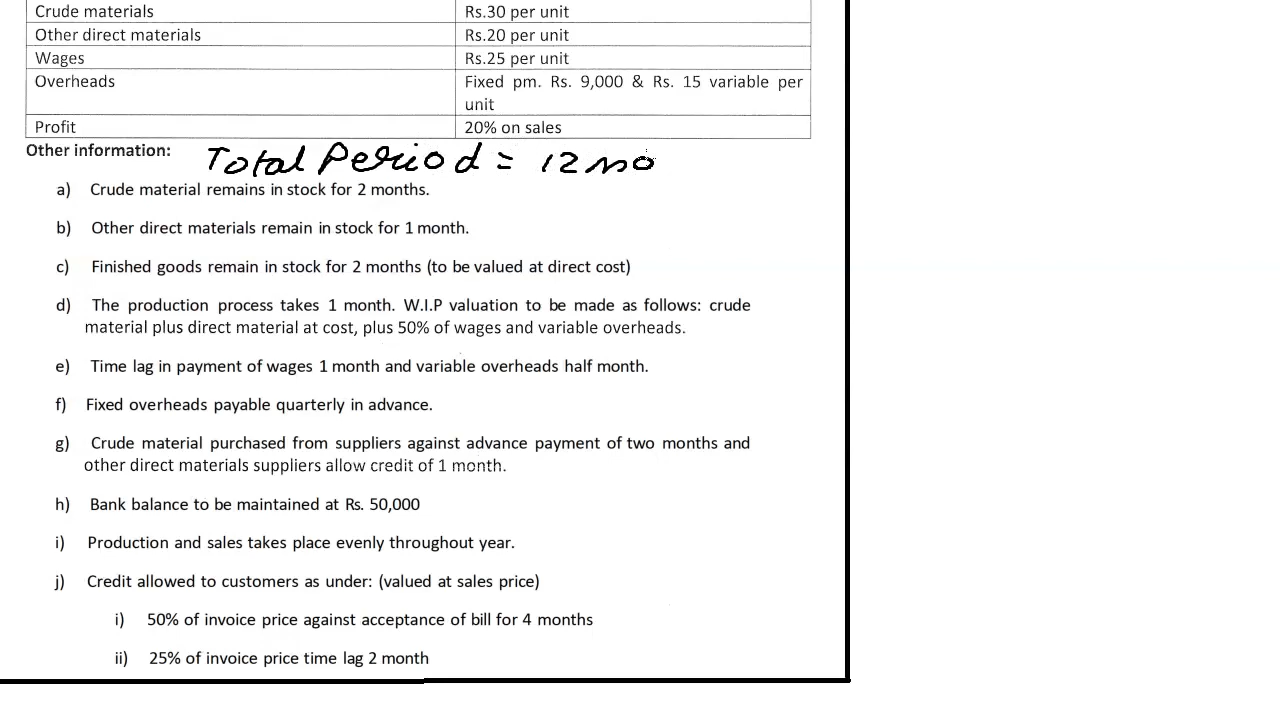 Crude materials Rs.30 per unit
Other direct materials Rs.20 per unit
Wages Rs.25 per unit
Overheads Fixed pm. Rs. 9,000 & Rs. 15 variable per
unit
Profit 20% on sales
Other information: Total Period = 12 mo
a) Crude material remains in stock for 2 months.
b) Other direct materials remain in stock for 1 month.
c) Finished goods remain in stock for 2 months (to be valued at direct cost)
d) The production process takes 1 month. W.I.P valuation to be made as follows: crude
material plus direct material at cost, plus 50% of wages and variable overheads.
e) Time lag in payment of wages 1 month and variable overheads half month.
f) Fixed overheads payable quarterly in advance.
g) Crude material purchased from suppliers against advance payment of two months and
other direct materials suppliers allow credit of 1 month.
h) Bank balance to be maintained at Rs. 50,000
i) Production and sales takes place evenly throughout year.
j) Credit allowed to customers as under: (valued at sales price)
i) 50% of invoice price against acceptance of bill for 4 months
ii) 25% of invoice price time lag 2 month